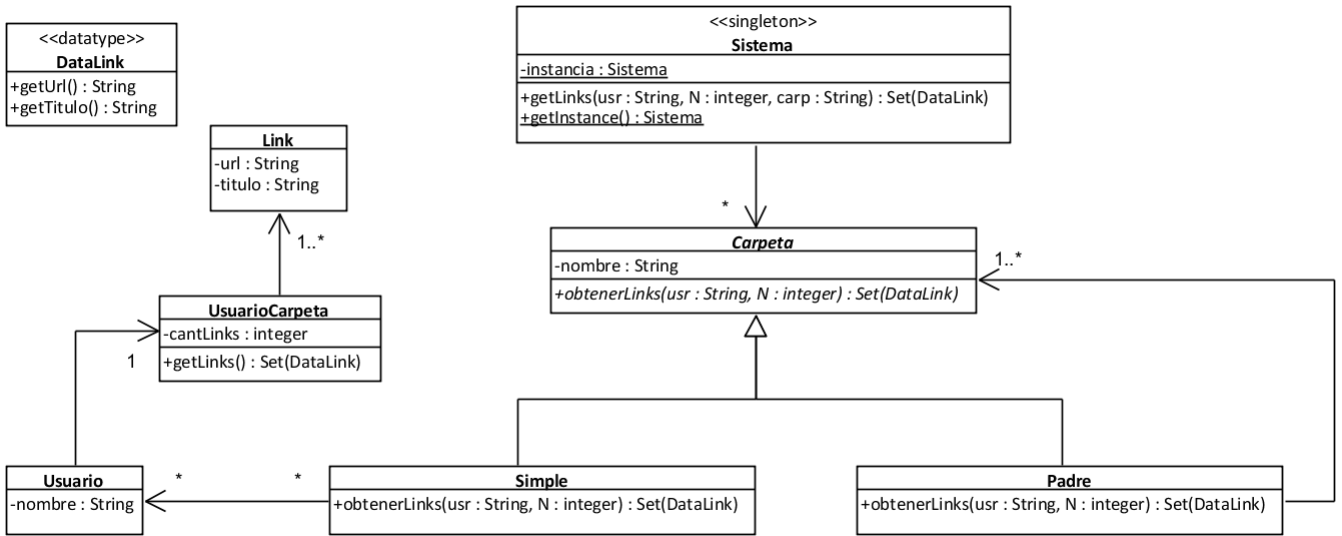 <<datatype>>
DataLink
+getUrl() : String
+getTitulo() : String
<<singleton>>
Sistema
-instancia : Sistema
+getLinks(usr : String, N : integer, carp : String) : Set(DataLink)
+getInstance() : Sistema
Link
-url : String
-titulo : String
1..*
*
Carpeta
-nombre : String
+obtenerLinks(usr : String, N : integer) : Set(DataLink)
1..*
UsuarioCarpeta
-cantLinks : integer
+getLinks() : Set(DataLink)
1
Usuario
-nombre : String
*
*
Simple
+obtenerLinks(usr : String, N : integer) : Set(DataLink)
Padre
+obtenerLinks(usr : String, N : integer) : Set(DataLink)